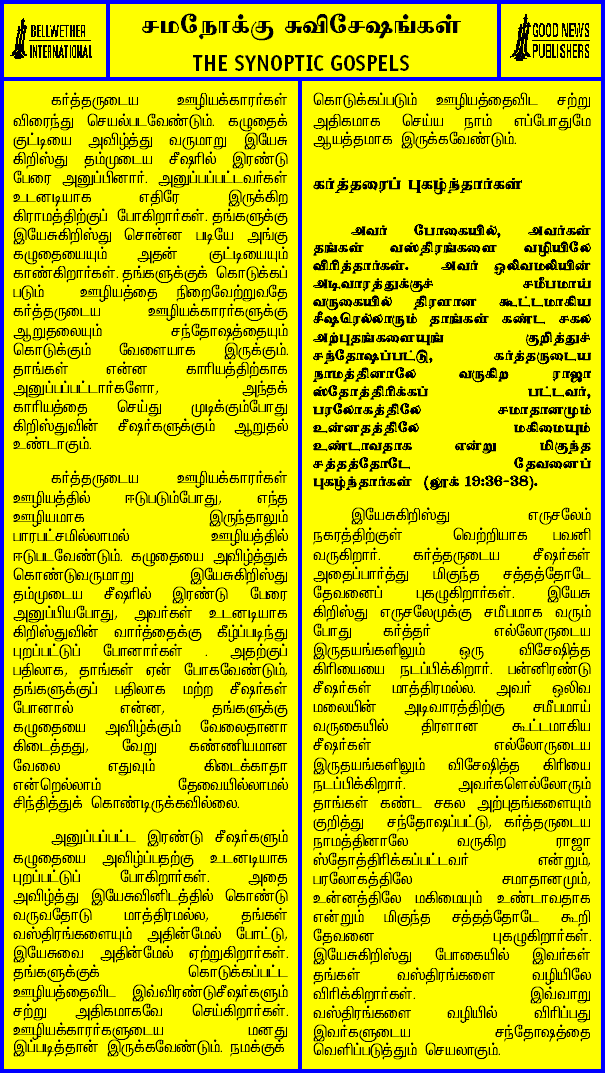 BELLWETHER
INTERNATIONAL
சமநோக்கு சுவிசேஷங்கள்
THE SYNOPTIC GOSPELS
GOOD NEWS
PUBLISHERS
கர்த்தருடைய ஊழியக்காரர்கள்
விரைந்து செயல்படவேண்டும். கழுதைக்
குட்டியை அவிழ்த்து வருமாறு இயேசு
கிறிஸ்து தம்முடைய சீஷரில் இரண்டு
பேரை அனுப்பினார். அனுப்பப்பட்டவர்கள்
உடனடியாக எதிரே இருக்கிற
கிராமத்திற்குப் போகிறார்கள். தங்களுக்கு
இயேசுகிறிஸ்து சொன்ன படியே அங்கு
கழுதையையும் அதன் குட்டியையும்
காண்கிறார்கள். தங்களுக்குக் கொடுக்கப்
படும் ஊழியத்தை நிறைவேற்றுவதே
கர்த்தருடைய ஊழியக்காரர்களுக்கு
ஆறுதலையும் சந்தோஷத்தையும்
கொடுக்கும் வேளையாக இருக்கும்.
தாங்கள் என்ன காரியத்திற்காக
அனுப்பப்பட்டார்களோ, அந்தக்
காரியத்தை செய்து முடிக்கும்போது
கிறிஸ்துவின் சீஷர்களுக்கும் ஆறுதல்
உண்டாகும்.
கர்த்தருடைய ஊழியக்காரர்கள்
ஊழியத்தில் ஈடுபடும்போது, எந்த
ஊழியமாக இருந்தாலும்
பாரபட்சமில்லாமல் ஊழியத்தில்
ஈடுபடவேண்டும். கழுதையை அவிழ்த்துக்
கொண்டுவருமாறு இயேசுகிறிஸ்து
தம்முடைய சீஷரில் இரண்டு பேரை
அனுப்பியபோது, அவர்கள் உடனடியாக
கிறிஸ்துவின் வார்த்தைக்கு கீழ்ப்படிந்து
புறப்பட்டுப் போனார்கள் . அதற்குப்
பதிலாக, தாங்கள் ஏன் போகவேண்டும்,
தங்களுக்குப் பதிலாக மற்ற சீஷர்கள்
போனால் என்ன, தங்களுக்கு
கழுதையை அவிழ்க்கும் வேலைதானா
கிடைத்தது, வேறு கண்ணியமான
வேலை எதுவும் கிடைக்காதா
என்றெல்லாம் தேவையில்லாமல்
சிந்தித்துக் கொண்டிருக்கவில்லை.
அனுப்பப்பட்ட இரண்டு சீஷர்களும்
கழுதையை அவிழ்ப்பதற்கு உடனடியாக
புறப்பட்டுப் போகிறார்கள். அதை
அவிழ்த்து இயேசுவினிடத்தில் கொண்டு
வருவதோடு மாத்திரமல்ல, தங்கள்
வஸ்திரங்களையும் அதின்மேல் போட்டு,
இயேசுவை அதின்மேல் ஏற்றுகிறார்கள்.
தங்களுக்குக் கொடுக்கப்பட்ட
ஊழியத்தைவிட இவ்விரண்டுசீஷர்களும்
சற்று அதிகமாகவே செய்கிறார்கள்.
ஊழியக்காரர்களுடைய மனது
இப்படித்தான் இருக்கவேண்டும். நமக்குக்
கொடுக்கப்படும் ஊழியத்தைவிட சற்று
அதிகமாக செய்ய நாம் எப்போதுமே
ஆயத்தமாக இருக்கவேண்டும்.
கர்த்தரைப் புகழ்ந்தார்கள்
அவர் போகையில், அவர்கள்
தங்கள் வஸ்திரங்களை வழியிலே
விரித்தார்கள். அவர் ஒலிவமலியின்
அடிவாரத்துக்குச் சமீபமாய்
வருகையில் திரளான கூட்டமாகிய
சீஷரெல்லாரும் தாங்கள் கண்ட சகல
அற்புதங்களையுங் குறித்துச்
சந்தோஷப்பட்டு, கர்த்தருடைய
நாமத்தினாலே வருகிற ராஜா
ஸ்தோத்திரிக்கப் பட்டவர்,
பரலோகத்திலே சமாதானமும்
உன்னதத்திலே மகிமையும்
உண்டாவதாக என்று மிகுந்த
சத்தத்தோடே தேவனைப்
புகழ்ந்தார்கள் (லூக் 19:36-38).
இயேசுகிறிஸ்து எருசலேம்
நகரத்திற்குள் வெற்றியாக பவனி
வருகிறார். கர்த்தருடைய சீஷர்கள்
அதைப்பார்த்து மிகுந்த சத்தத்தோடே
தேவனைப் புகழுகிறார்கள். இயேசு
கிறிஸ்து எருசலேமுக்கு சமீபமாக வரும்
போது கர்த்தர் எல்லோருடைய
இருதயங்களிலும் ஒரு விசேஷித்த
கிரியையை நடப்பிக்கிறார். பன்னிரண்டு
சீஷர்கள் மாத்திரமல்ல. அவர் ஒலிவ
மலையின் அடிவாரத்திற்கு சமீபமாய்
வருகையில் திரளான கூட்டமாகிய
சீஷர்கள் எல்லோருடைய
இருதயங்களிலும் விசேஷித்த கிரியை
நடப்பிக்கிறார். அவர்களெல்லோரும்
தாங்கள் கண்ட சகல அற்புதங்களையும்
குறித்து சந்தோஷப்பட்டு, கர்த்தருடைய
நாமத்தினாலே வருகிற ராஜா
ஸ்தோத்திரிக்கப்பட்டவர் என்றும்,
பரலோகத்திலே சமாதானமும்,
உன்னத்திலே மகிமையும் உண்டாவதாக
என்றும் மிகுந்த சத்தத்தோடே கூறி
தேவனை புகழுகிறார்கள்.
இயேசுகிறிஸ்து போகையில் இவர்கள்
தங்கள் வஸ்திரங்களை வழியிலே
விரிக்கிறார்கள். இவ்வாறு
வஸ்திரங்களை வழியில் விரிப்பது
இவர்களுடைய சந்தோஷத்தை
வெளிப்படுத்தும் செயலாகும்.